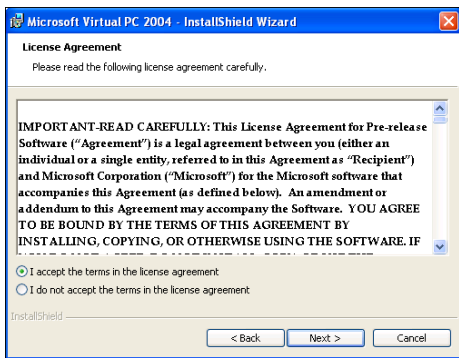 Microsoft Virtual PC 2004 - InstallShield Wizard
License Agreement
Please read the following license agreement carefully.
IMPORTANT-READ CAREFULLY: This License Agreement for Pre-release
Software (“Agreement”) is a legal agreement between you (either an
individual or a single entity, referred to in this Agreement as “Recipient”)
and Microsoft Corporation (“Microsoft”) for the Microsoft software that
accompanies this Agreement (as defined below). An amendment or
addendum to this Agreement may accompany the Software. YOU AGREE
TO BE BOUND BY THE TERMS OF THIS AGREEMENT BY
INSTALLING, COPYING, OR OTHERWISE USING THE SOFTWARE. IF
I accept the terms in the license agreement
I do not accept the terms in the license agreement
InstallShield
< Back Next > Cancel